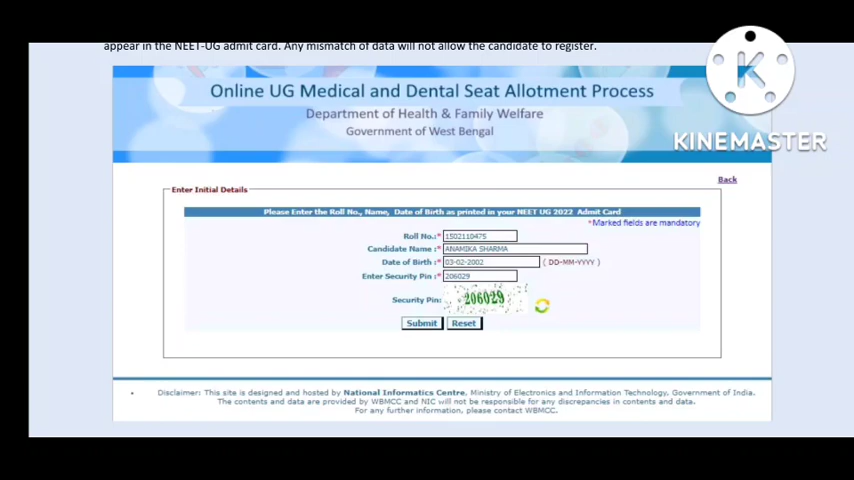 appear in the NEET-UG admit card. Any mismatch of data will not allow the candidate to register.
K
KINEMASTER
Online UG Medical and Dental Seat Allotment Process
Department of Health & Family Welfare
Government of West Bengal
Back
Enter Initial Details
Please Enter the Roll No., Name, Date of Birth as printed in your NEET UG 2022 Admit Card
*Marked fields are mandatory
Roll No.:* 1502110475
Candidate Name :* ANAMIKA SHARMA
Date of Birth :* 03-02-2002 ( DD-MM-YYYY )
Enter Security Pin :* 206029
Security Pin: 206029
Submit Reset
• Disclaimer: This site is designed and hosted by National Informatics Centre, Ministry of Electronics and Information Technology, Government of India.
The contents and data are provided by WBMCC and NIC will not be responsible for any discrepancies in contents and data.
For any further information, please contact WBMCC.